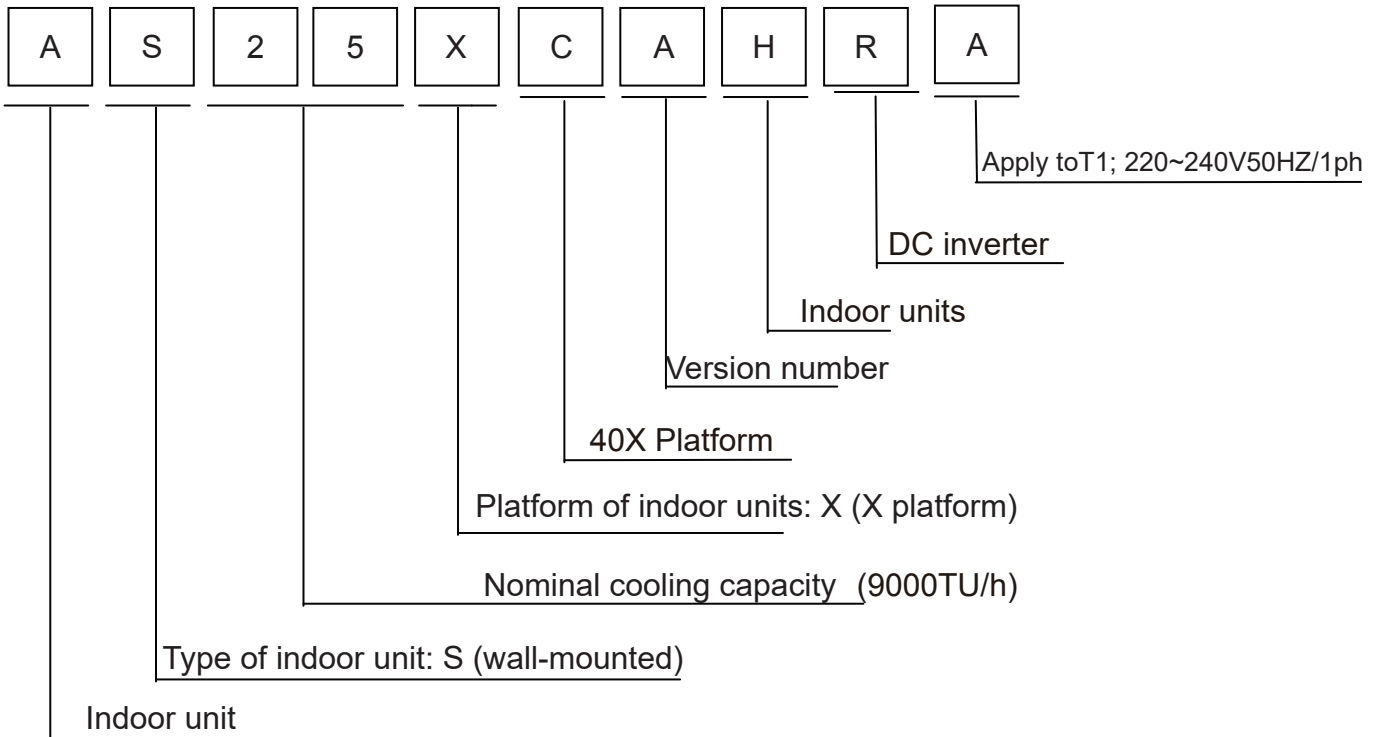 A S 2 5 X C A H R A
Apply toT1; 220~240V50HZ/1ph
DC inverter
Indoor units
Version number
40X Platform
Platform of indoor units: X (X platform)
Nominal cooling capacity (9000TU/h)
Type of indoor unit: S (wall-mounted)
Indoor unit